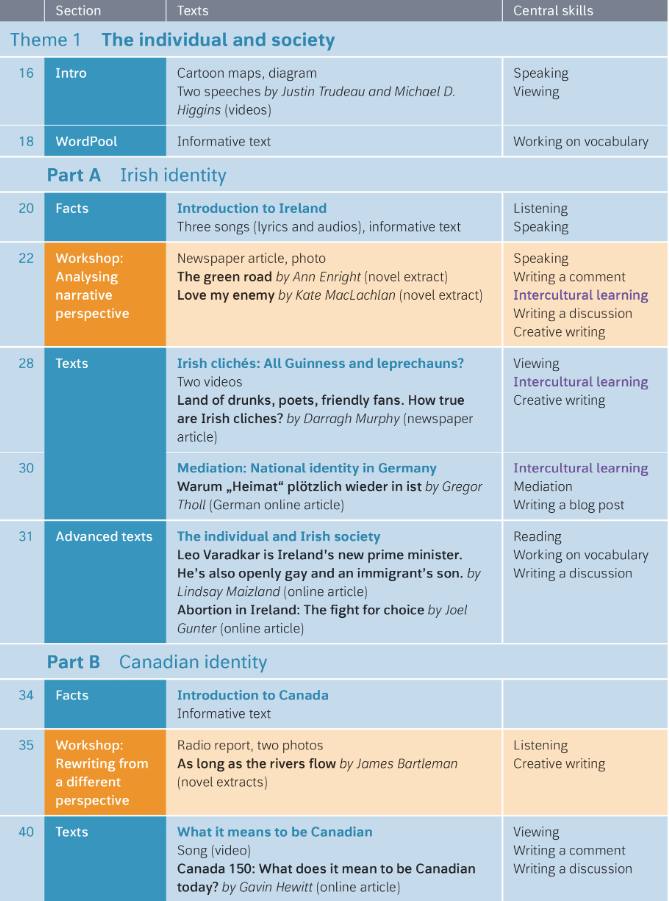 Section Texts Central skills
Theme 1 The individual and society
16 Intro Cartoon maps, diagram Speaking
Two speeches by Justin Trudeau and Michael D. Viewing
Higgins (videos)
18 WordPool Informative text Working on vocabulary
Part A Irish identity
20 Facts Introduction to Ireland Listening
Three songs (lyrics and audios), informative text Speaking
22 Workshop: Newspaper article, photo Speaking
Analysing The green road by Ann Enright (novel extract) Writing a comment
narrative Love my enemy by Kate MacLachlan (novel extract) Intercultural learning
perspective Writing a discussion
Creative writing
28 Texts Irish clichés: All Guinness and leprechauns? Viewing
Two videos Intercultural learning
Land of drunks, poets, friendly fans. How true Creative writing
are Irish cliches? by Darragh Murphy (newspaper
article)
30 Mediation: National identity in Germany Intercultural learning
Warum „Heimat“ plötzlich wieder in ist by Gregor Mediation
Tholl (German online article) Writing a blog post
31 Advanced texts The individual and Irish society Reading
Leo Varadkar is Ireland's new prime minister. Working on vocabulary
He's also openly gay and an immigrant's son. by Writing a discussion
Lindsay Maizland (online article)
Abortion in Ireland: The fight for choice by Joel
Gunter (online article)
Part B Canadian identity
34 Facts Introduction to Canada
Informative text
35 Workshop: Radio report, two photos Listening
Rewriting from As long as the rivers flow by James Bartleman Creative writing
a different (novel extracts)
perspective
40 Texts What it means to be Canadian Viewing
Song (video) Writing a comment
Canada 150: What does it mean to be Canadian Writing a discussion
today? by Gavin Hewitt (online article)